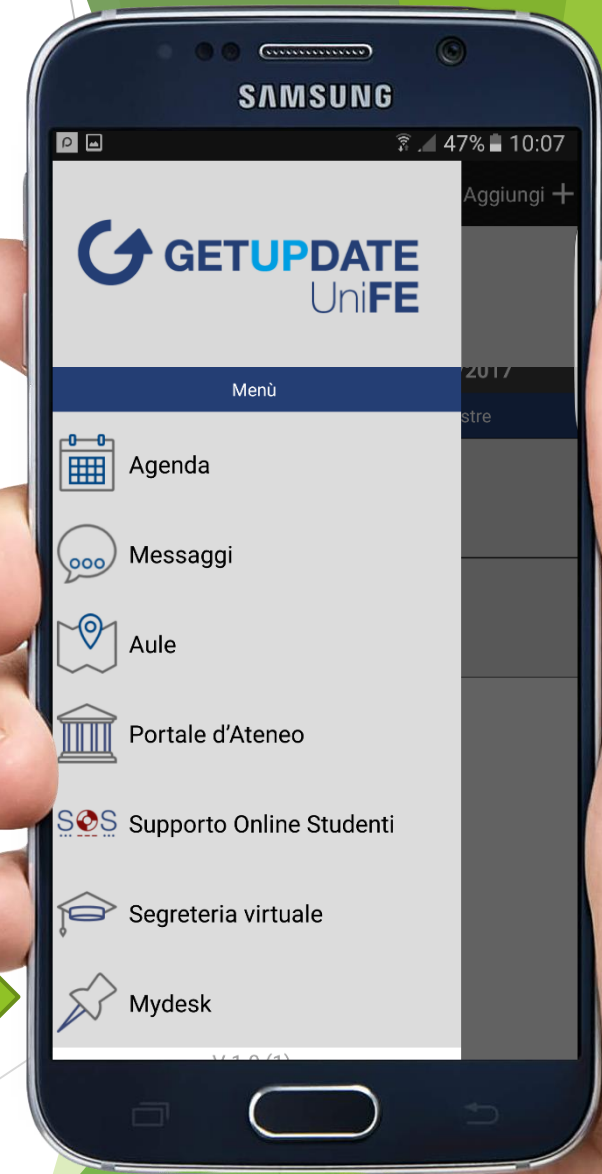 SAMSUNG
47% 10:07
Aggiungi +
GETUPDATE
UniFE
/2017
Menù
stre
Agenda
Messaggi
Aule
Portale d'Ateneo
SOS Supporto Online Studenti
Segreteria virtuale
Mydesk